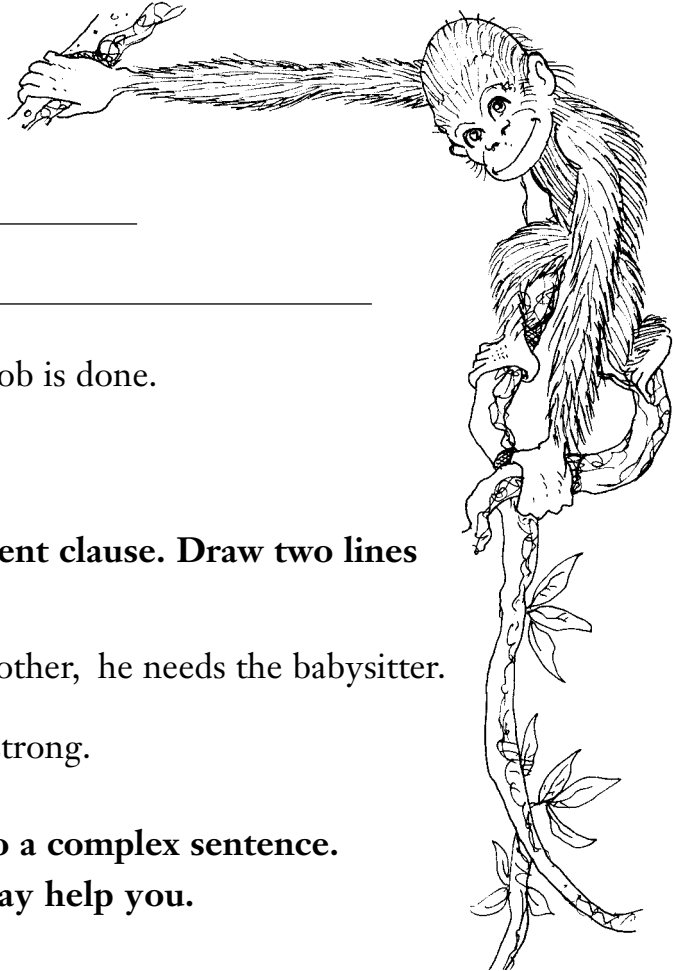 ob is done.
ent clause. Draw two lines
other, he needs the babysitter.
trong.
o a complex sentence.
ay help you.